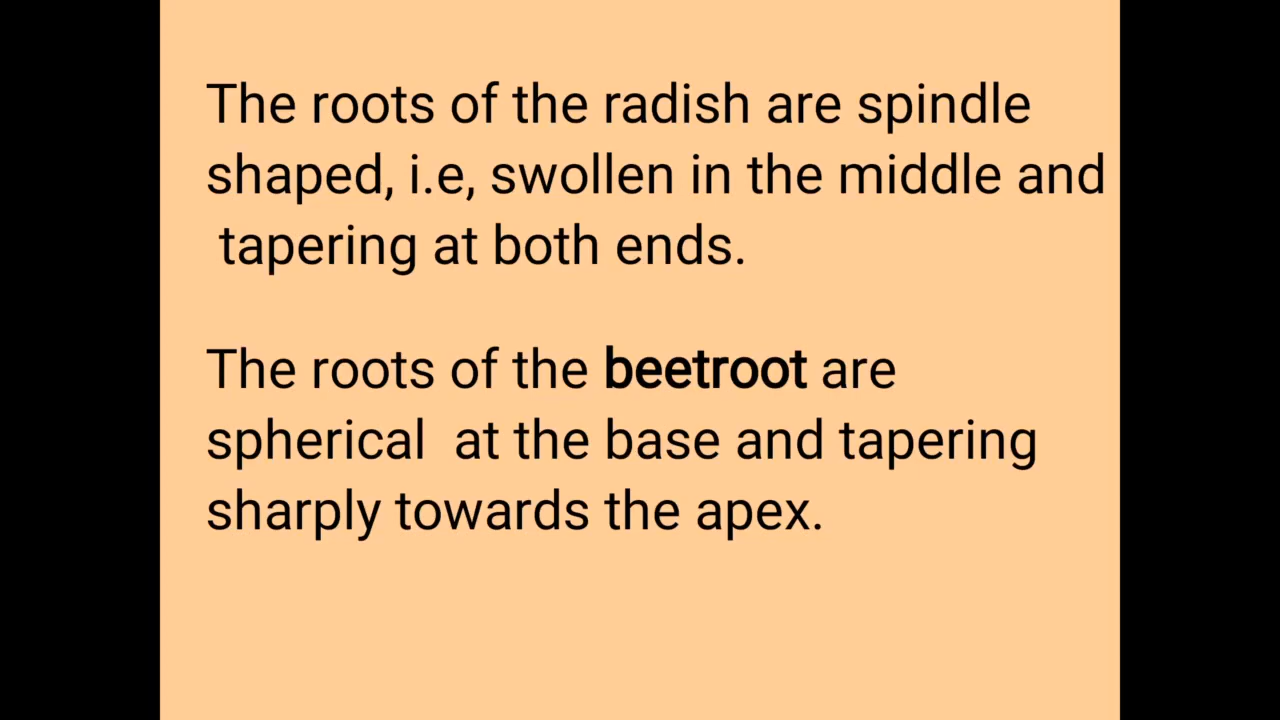 The roots of the radish are spindle
shaped, i.e, swollen in the middle and
tapering at both ends.
The roots of the beetroot are
spherical  at the base and tapering
sharply towards the apex.